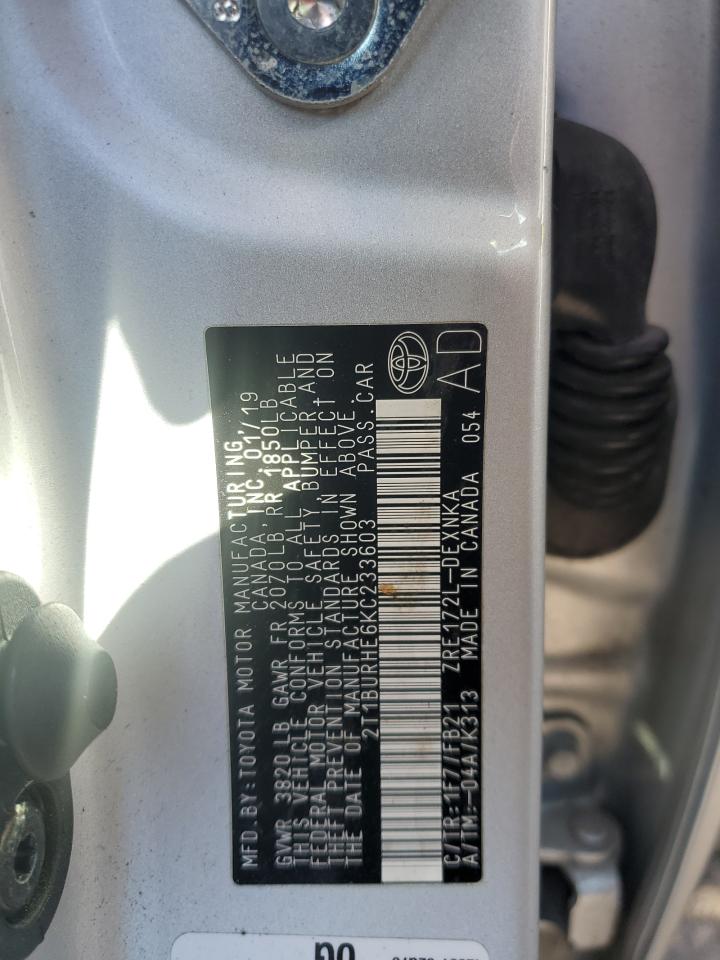 MFD.BY:TOYOTA MOTOR MANUFACTURING,
CANADA, INC. 01/19
GVWR 3820 LB GAWR FR 2070LB RR 1850LB
THIS VEHICLE CONFORMS TO ALL APPLICABLE
FEDERAL MOTOR VEHICLE SAFETY, BUMPER, AND
THEFT PREVENTION STANDARDS IN EFFECT ON
THE DATE OF MANUFACTURE SHOWN ABOVE.
2T1BURHE6KC233603 PASS.CAR
C/TR:1F7/FB21 ZRE172L-DEXNKA
A/TM:-04A/K313 MADE IN CANADA 054
AD